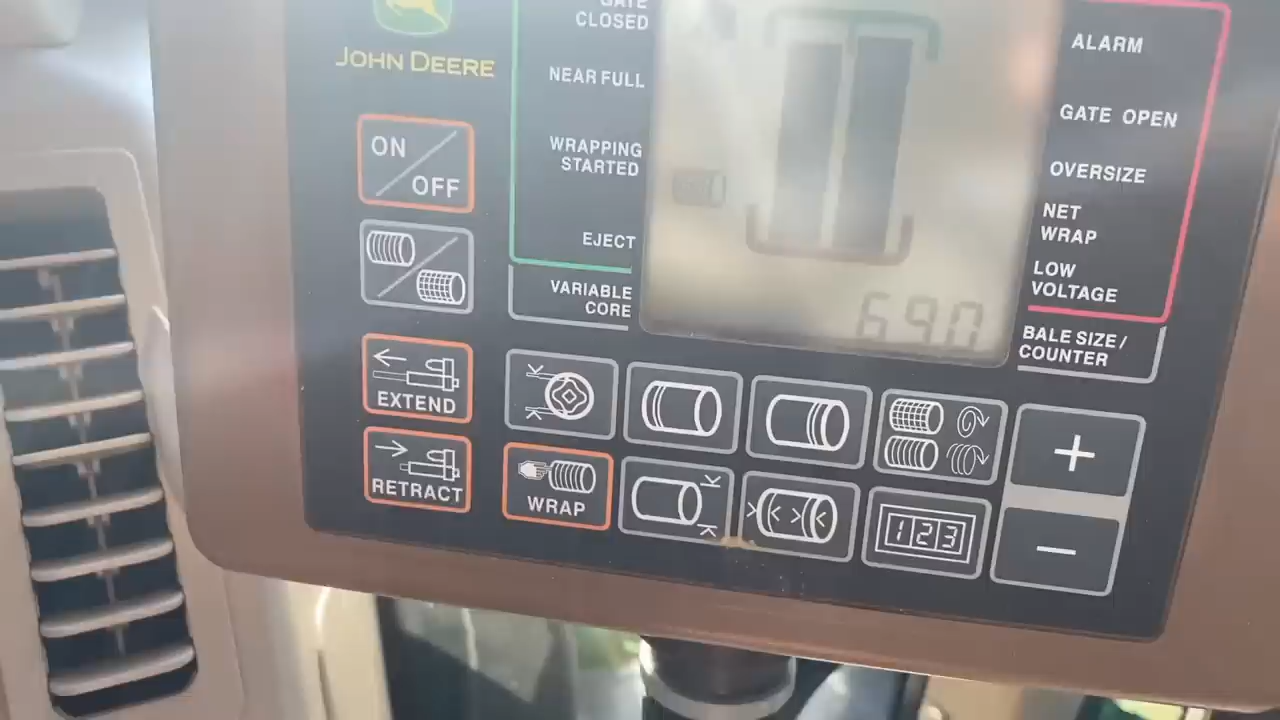 GATE
CLOSED
JOHN DEERE
NEAR FULL
WRAPPING
STARTED
EJECT
VARIABLE
CORE
690
ALARM
GATE OPEN
OVERSIZE
NET
WRAP
LOW
VOLTAGE
BALE SIZE /
COUNTER
ON
OFF
EXTEND
RETRACT
WRAP
123
+
−